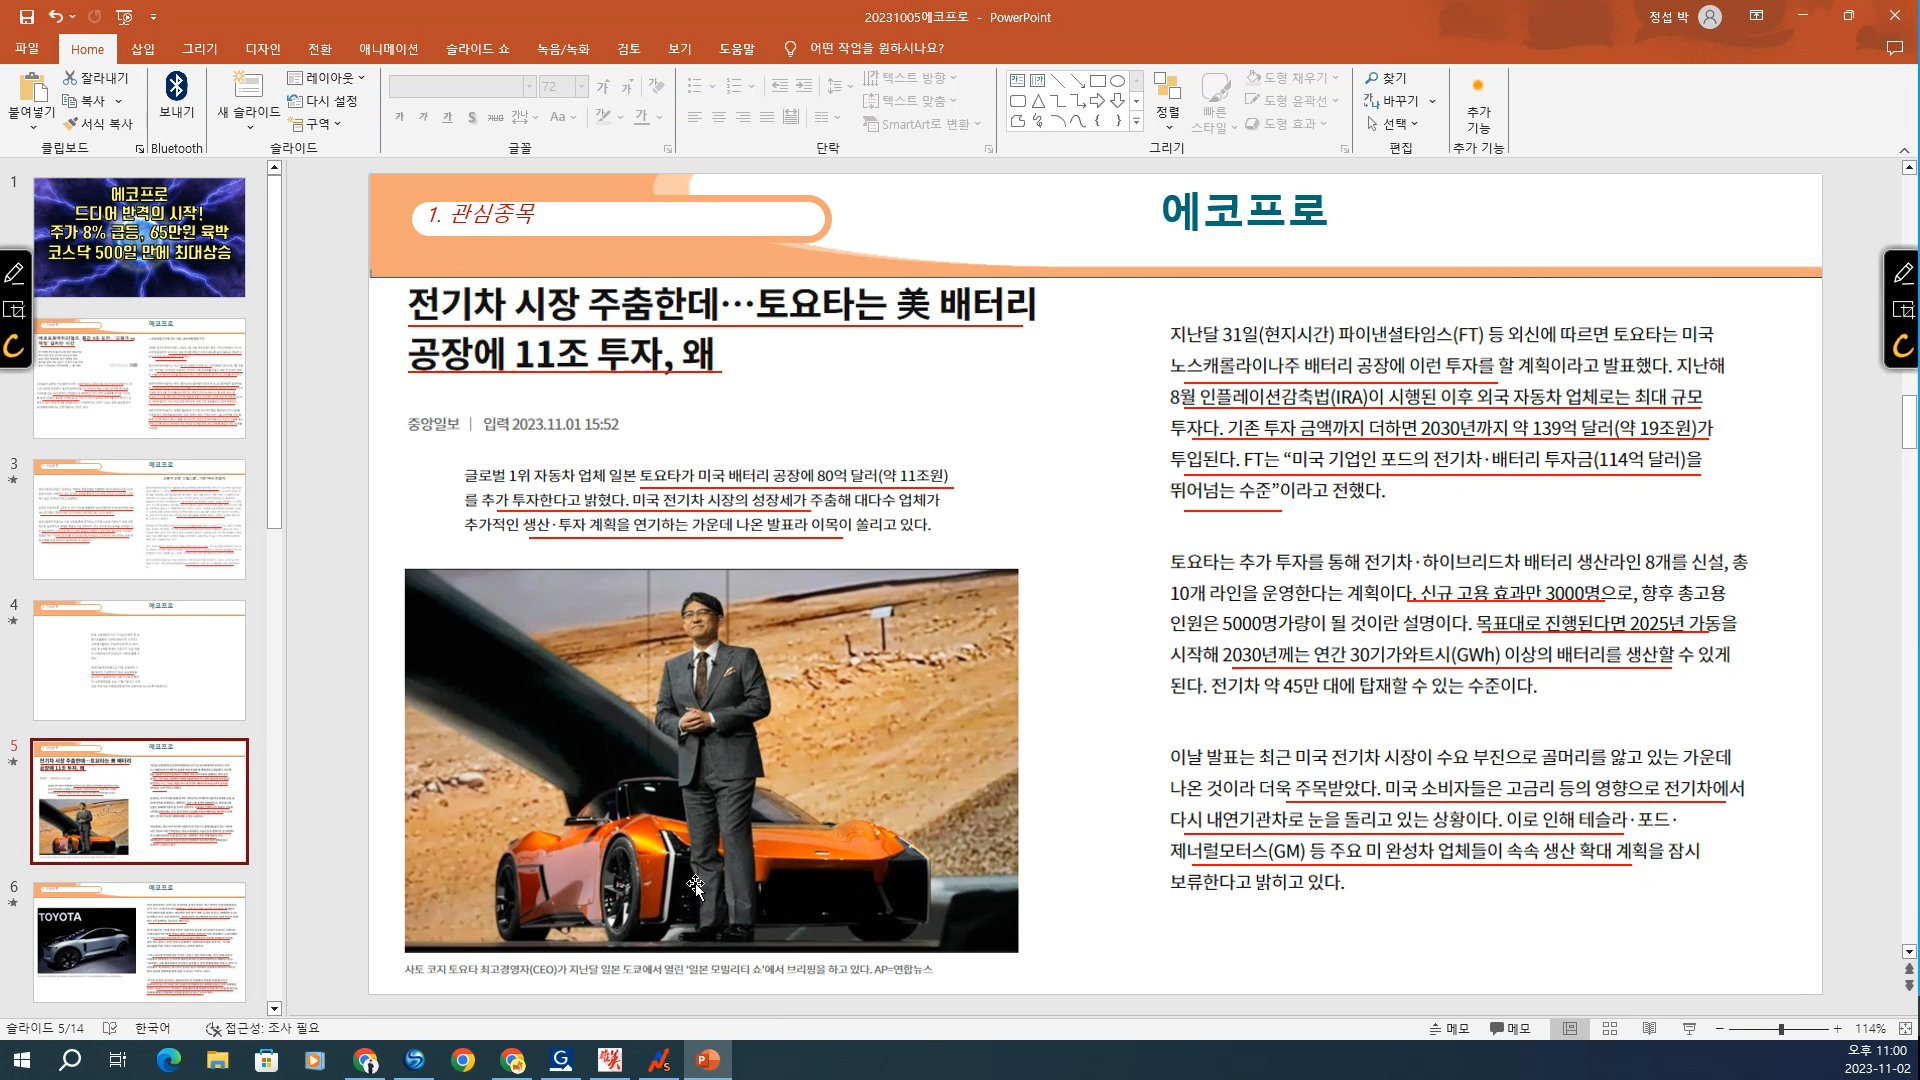 20231005에코프로 - PowerPoint
정섭 박
파일 Home 삽입 그리기 디자인 전환 애니메이션 슬라이드 쇼 녹음/녹화 검토 보기 도움말 어떤 작업을 원하시나요?
붙여넣기
잘라내기
복사
서식 복사
클립보드
보내기
Bluetooth
새 슬라이드
레이아웃
다시 설정
구역
슬라이드
72
글꼴
텍스트 방향
텍스트 맞춤
SmartArt로 변환
단락
정렬
빠른 스타일
도형 채우기
도형 윤곽선
도형 효과
그리기
찾기
바꾸기
선택
편집
추가 기능
추가 기능
1
에코프로
드디어 반격의 시작!
주가 8% 급등, 65만원 육박
코스닥 500일 만에 최대상승
3
4
5
6
TOYOTA
1. 관심종목
에코프로
전기차 시장 주춤한데…토요타는 美 배터리
공장에 11조 투자, 왜
중앙일보 | 입력 2023.11.01 15:52
글로벌 1위 자동차 업체 일본 토요타가 미국 배터리 공장에 80억 달러(약 11조원)
를 추가 투자한다고 밝혔다. 미국 전기차 시장의 성장세가 주춤해 대다수 업체가
추가적인 생산·투자 계획을 연기하는 가운데 나온 발표라 이목이 쏠리고 있다.
사토 코지 토요타 최고경영자(CEO)가 지난달 일본 도쿄에서 열린 '일본 모빌리티 쇼'에서 브리핑을 하고 있다. AP=연합뉴스
지난달 31일(현지시간) 파이낸셜타임스(FT) 등 외신에 따르면 토요타는 미국
노스캐롤라이나주 배터리 공장에 이런 투자를 할 계획이라고 발표했다. 지난해
8월 인플레이션감축법(IRA)이 시행된 이후 외국 자동차 업체로는 최대 규모
투자다. 기존 투자 금액까지 더하면 2030년까지 약 139억 달러(약 19조원)가
투입된다. FT는 “미국 기업인 포드의 전기차·배터리 투자금(114억 달러)을
뛰어넘는 수준”이라고 전했다.
토요타는 추가 투자를 통해 전기차·하이브리드차 배터리 생산라인 8개를 신설, 총
10개 라인을 운영한다는 계획이다. 신규 고용 효과만 3000명으로, 향후 총고용
인원은 5000명가량이 될 것이란 설명이다. 목표대로 진행된다면 2025년 가동을
시작해 2030년께는 연간 30기가와트시(GWh) 이상의 배터리를 생산할 수 있게
된다. 전기차 약 45만 대에 탑재할 수 있는 수준이다.
이날 발표는 최근 미국 전기차 시장이 수요 부진으로 골머리를 앓고 있는 가운데
나온 것이라 더욱 주목받았다. 미국 소비자들은 고금리 등의 영향으로 전기차에서
다시 내연기관차로 눈을 돌리고 있는 상황이다. 이로 인해 테슬라·포드·
제너럴모터스(GM) 등 주요 미 완성차 업체들이 속속 생산 확대 계획을 잠시
보류한다고 밝히고 있다.
슬라이드 5/14 한국어 접근성: 조사 필요
메모 메모 114%
오후 11:00
2023-11-02